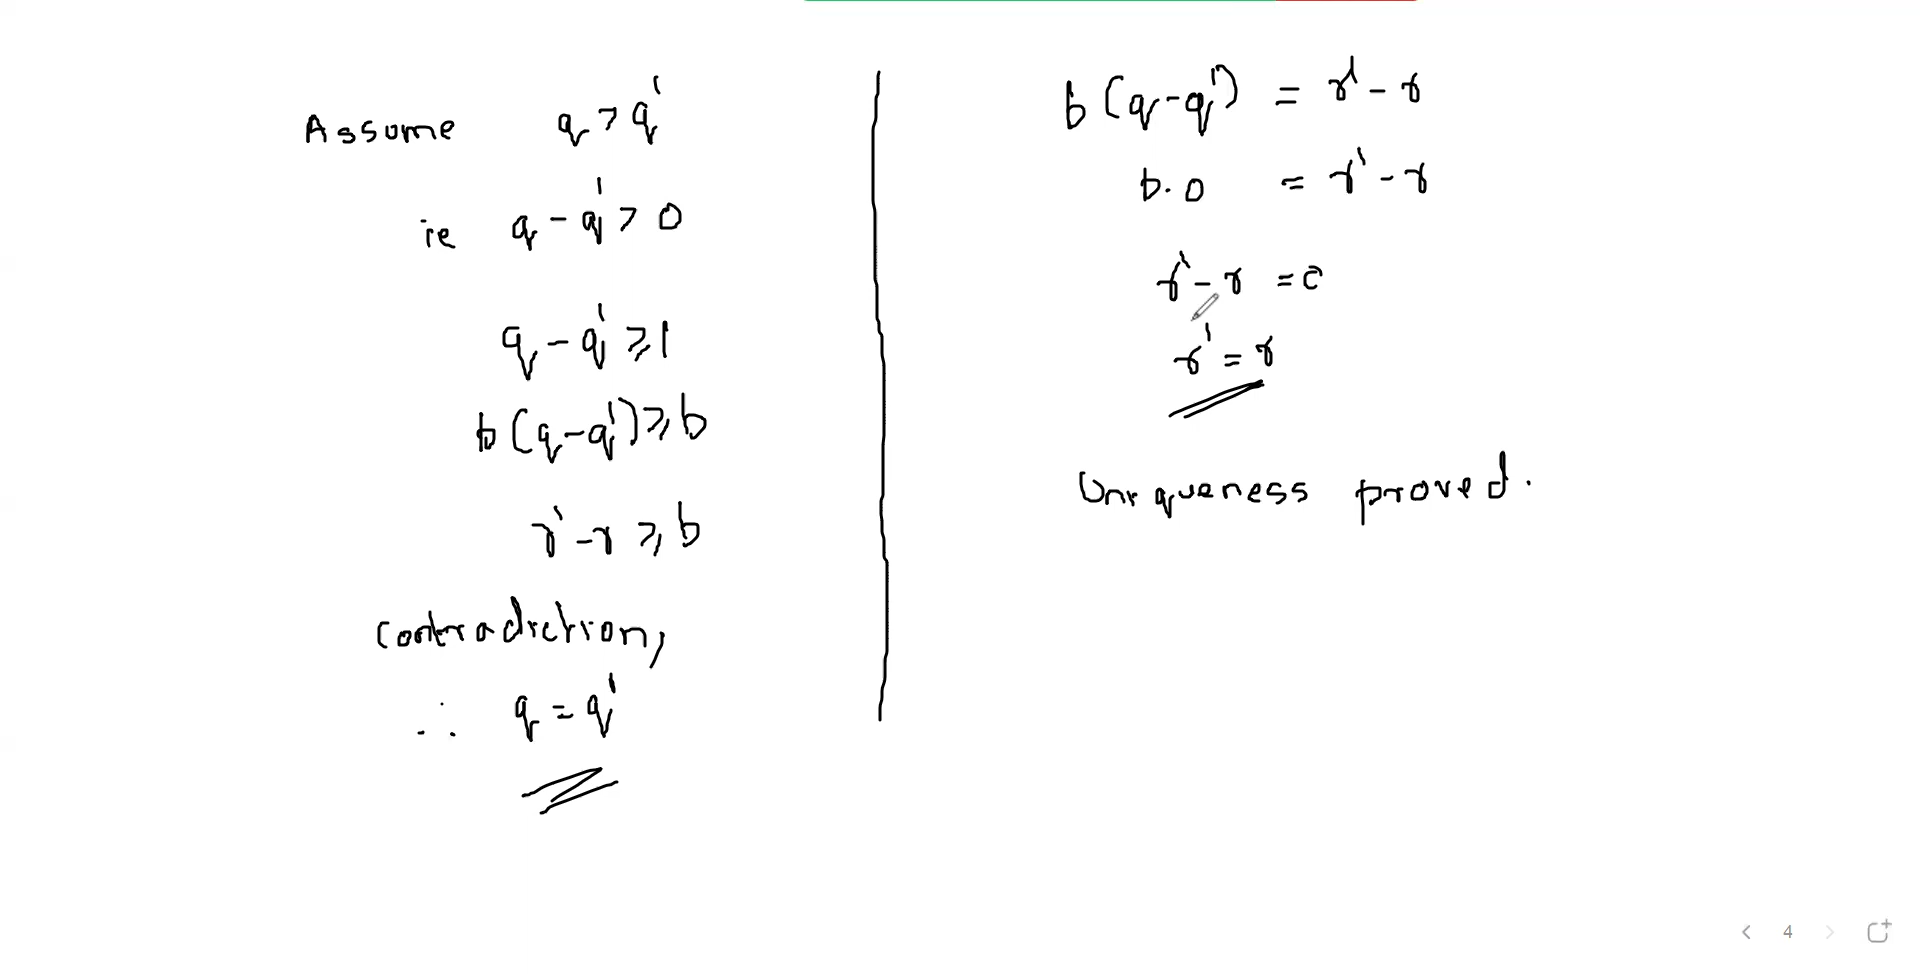 Assume q > q'
ie q - q' > 0
q - q' ⩾ 1
b(q-q') ⩾ b
r' - r ⩾ b
contradiction,
∴ q = q'
b(q-q') = r' - r
b.0 = r' - r
r' - r = 0
r' = r
Uniqueness proved.
4